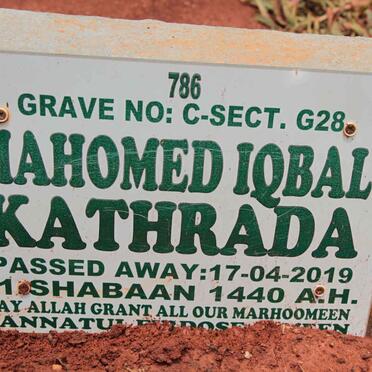 786
GRAVE NO: C-SECT. G28
MAHOMED IQBAL
KATHRADA
PASSED AWAY:17-04-2019
SHABAAN 1440 A.H.
ALLAH GRANT ALL OUR MARHOOMEEN